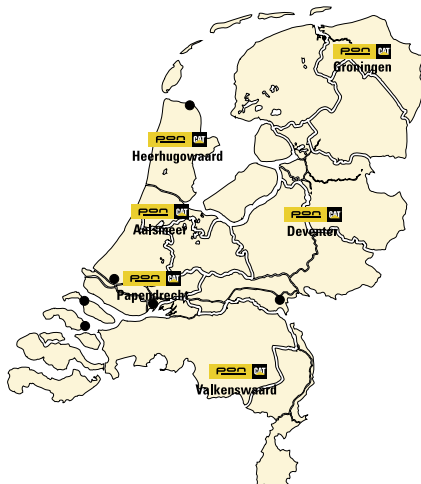 pon CAT
Groningen
pon CAT
Heerhugowaard
pon CAT
Aalsmeer
pon CAT
Deventer
pon CAT
Papendrecht
pon CAT
Valkenswaard